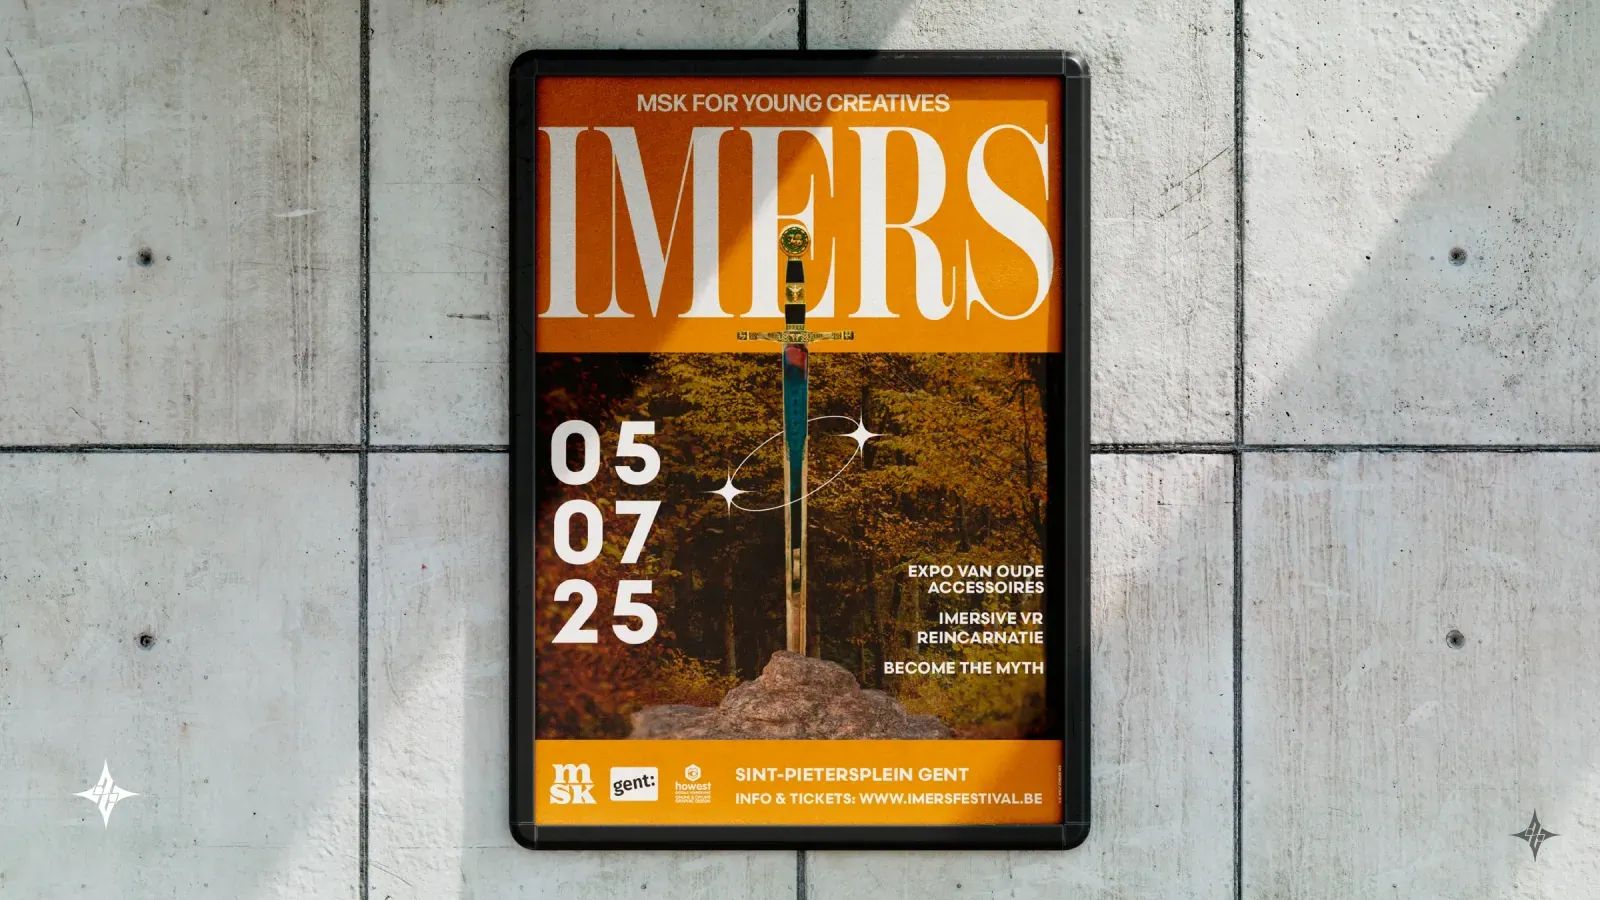 MSK FOR YOUNG CREATIVES
IMERS
05
07
25
EXPO VAN OUDE
ACCESSOIRES
IMERSIVE VR
REINCARNATIE
BECOME THE MYTH
m
SK
gent:
howest
SINT-PIETERSPLEIN GENT
INFO & TICKETS: WWW.IMERSFESTIVAL.BE